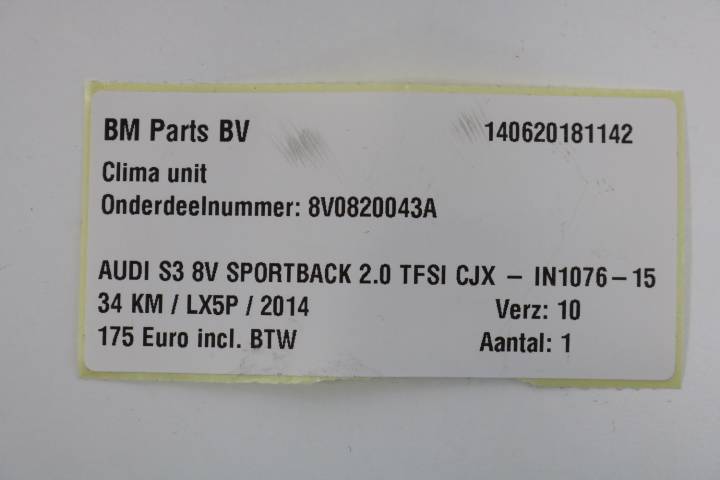 BM Parts BV 140620181142
Clima unit
Onderdeelnummer: 8V0820043A
AUDI S3 8V SPORTBACK 2.0 TFSI CJX – IN1076–15
34 KM / LX5P / 2014 Verz: 10
175 Euro incl. BTW Aantal: 1